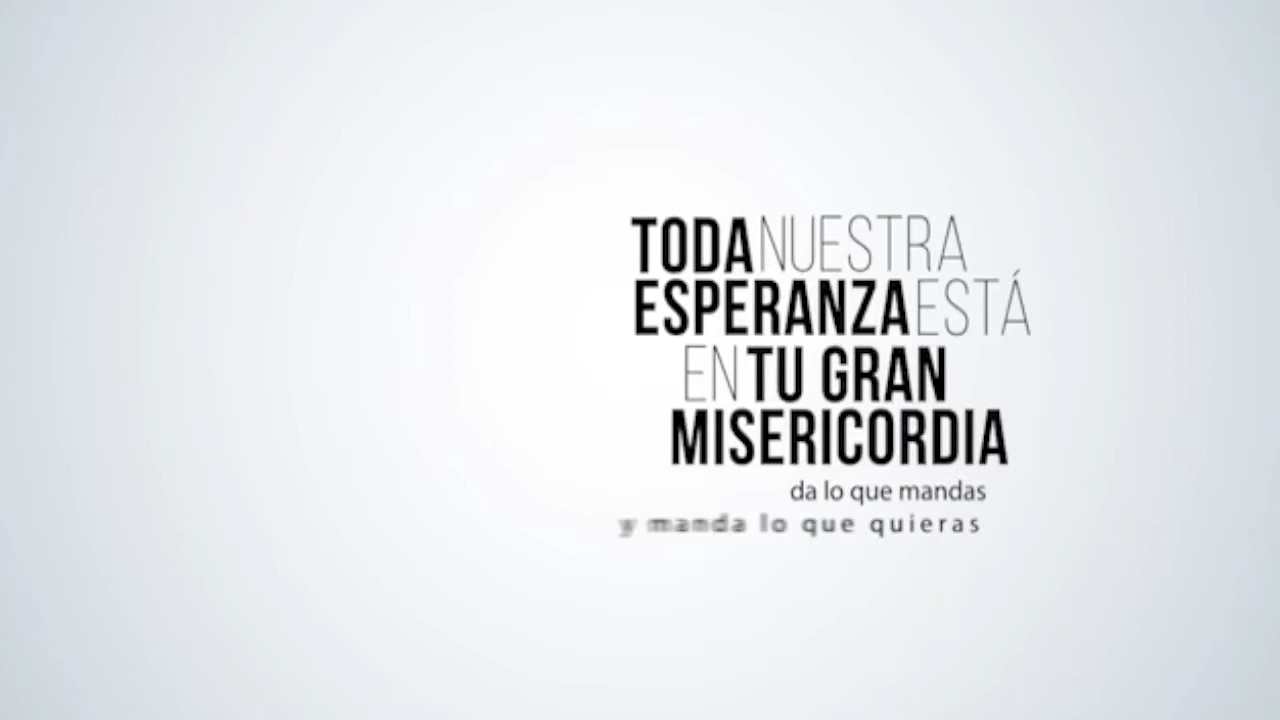 TODA NUESTRA
ESPERANZA ESTÁ
EN TU GRAN
MISERICORDIA
da lo que mandas
y manda lo que quieras